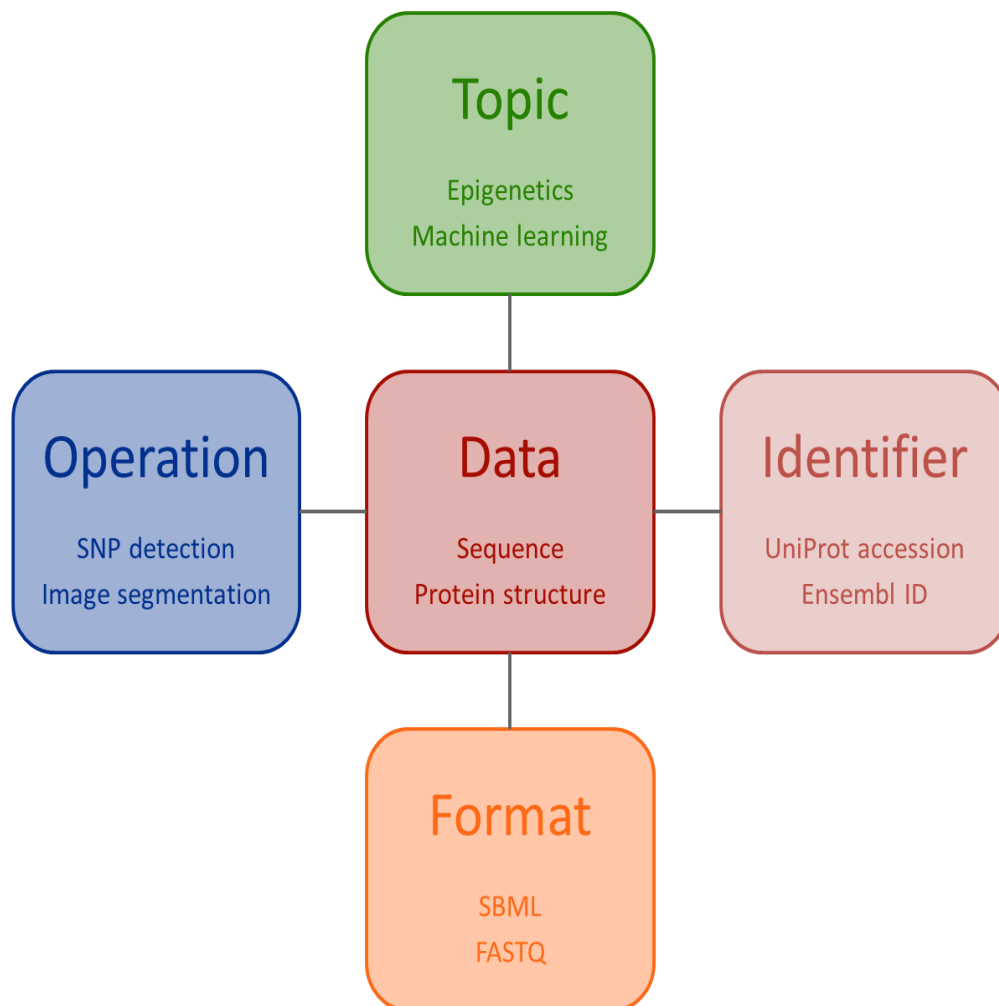 Topic
Epigenetics
Machine learning
Operation
SNP detection
Image segmentation
Data
Sequence
Protein structure
Identifier
UniProt accession
Ensembl ID
Format
SBML
FASTQ